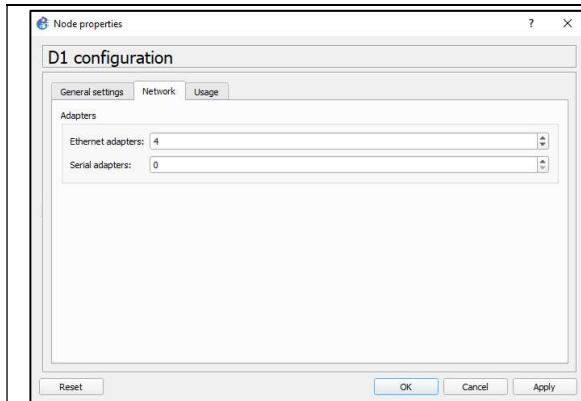 Node properties ? ×
D1 configuration
General settings Network Usage
Adapters
Ethernet adapters: 4
Serial adapters: 0
Reset OK Cancel Apply